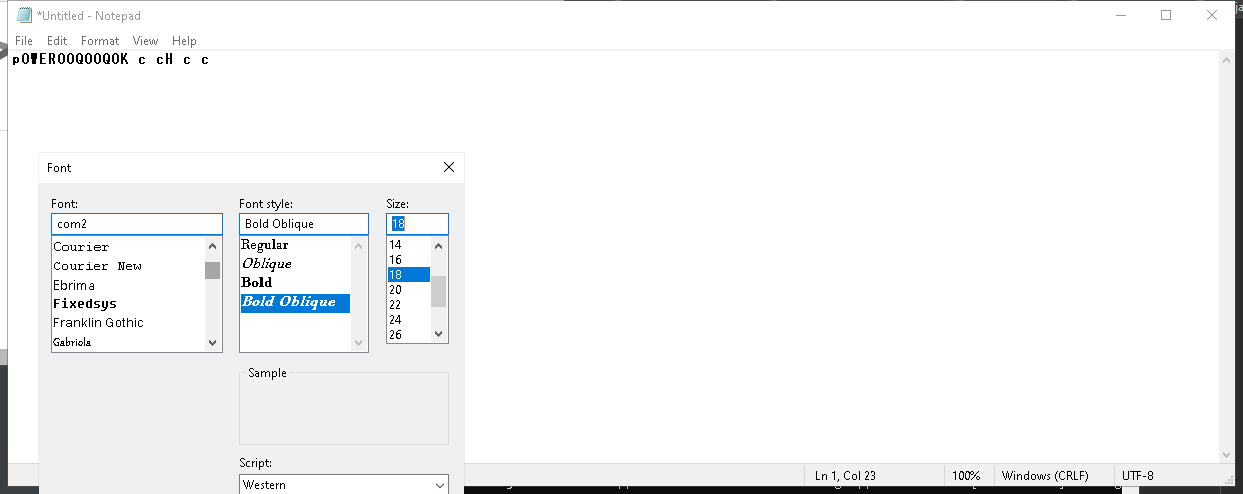 *Untitled - Notepad
File Edit Format View Help
pOWEROOQOOQOK c cH c c
Font
Font: Font style: Size:
com2 Bold Oblique 18
Courier Regular 14
Courier New Oblique 16
Ebrima Bold 18
Fixedsys Bold Oblique 20
Franklin Gothic 22
Gabriola 24
26
Sample
Script:
Western
Ln 1, Col 23 100% Windows (CRLF) UTF-8